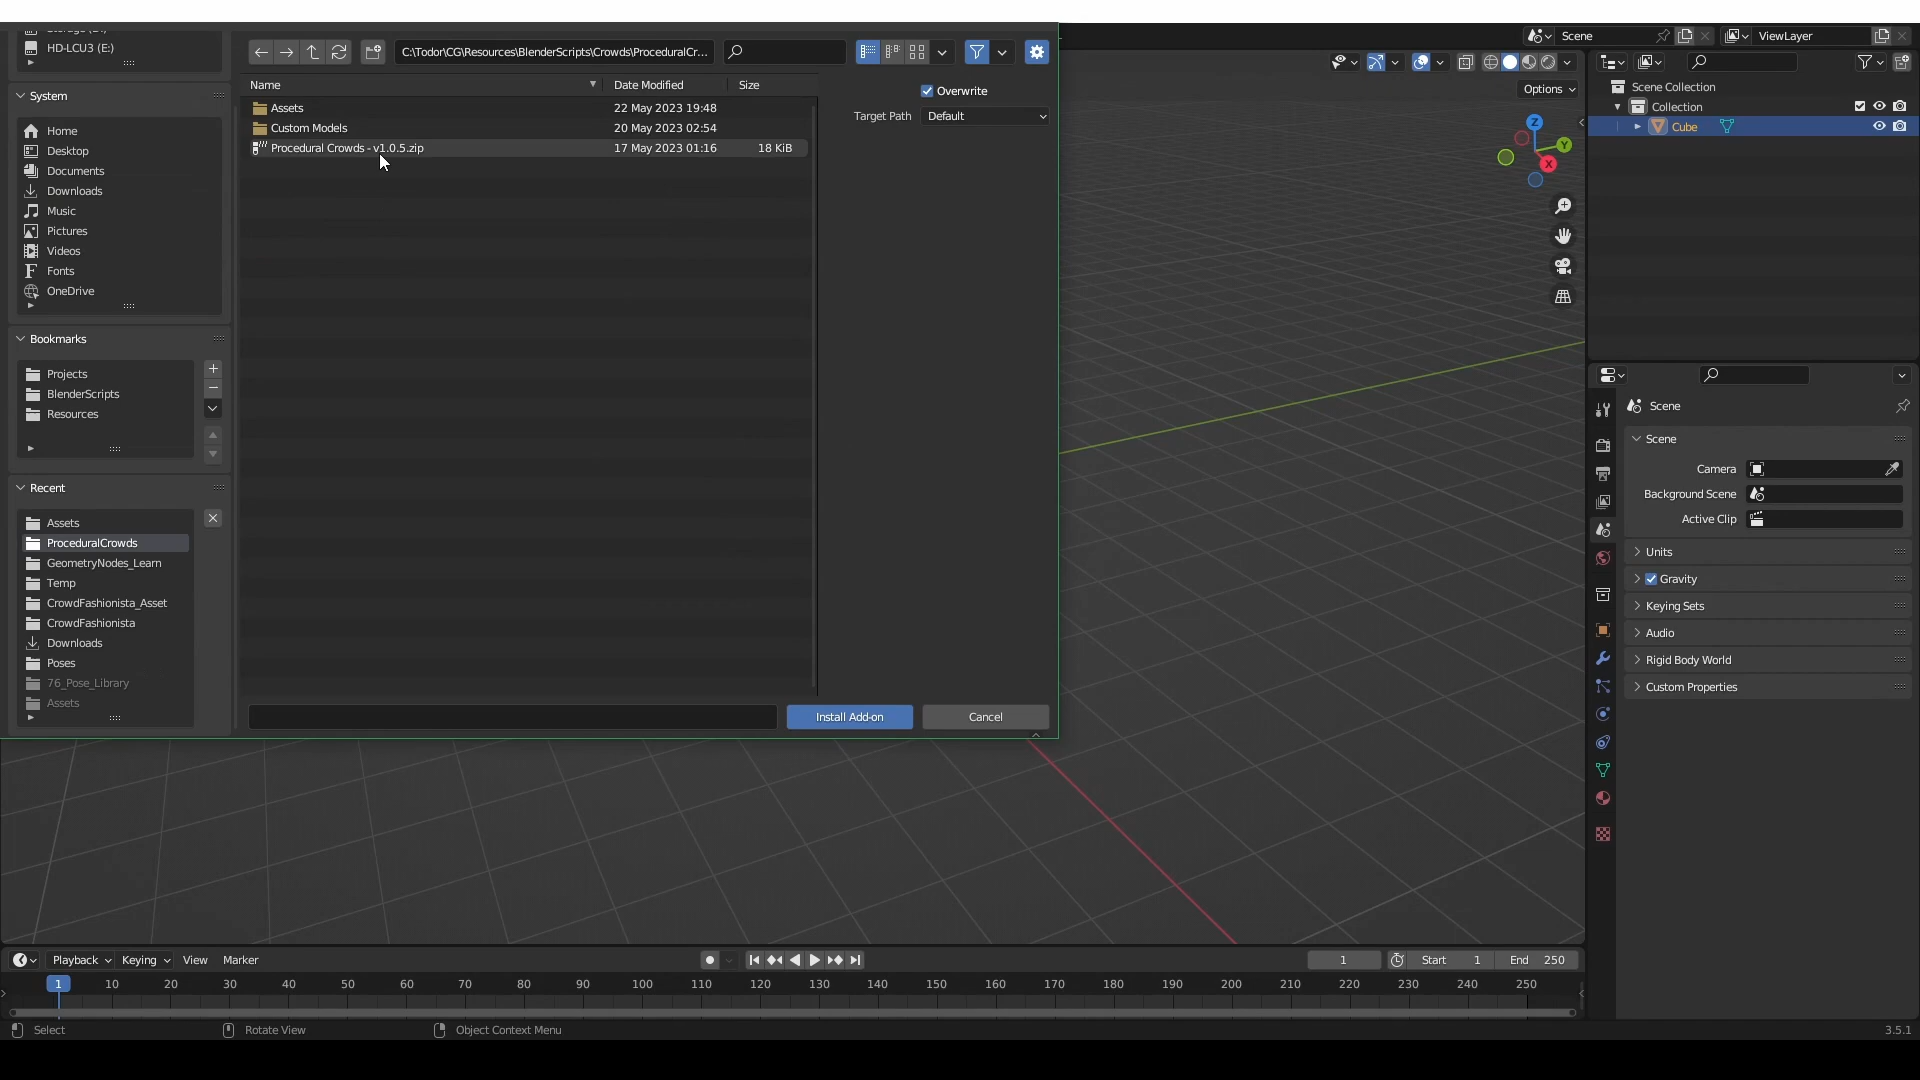 HD-LCU3 (E:)
System
Home
Desktop
Documents
Downloads
Music
Pictures
Videos
Fonts
OneDrive
Bookmarks
Projects
BlenderScripts
Resources
Recent
Assets
ProceduralCrowds
GeometryNodes_Learn
Temp
CrowdFashionista_Asset
CrowdFashionista
Downloads
Poses
76_Pose_Library
Assets
C:\Todor\CG\Resources\BlenderScripts\Crowds\ProceduralCr...
Name Date Modified Size
Assets 22 May 2023 19:48
Custom Models 20 May 2023 02:54
Procedural Crowds - v1.0.5.zip 17 May 2023 01:16 18 KiB
Overwrite
Target Path Default
Install Add-on Cancel
Scene ViewLayer
Options
Z
Y
X
Scene Collection
Collection
Cube
Scene
Scene
Camera
Background Scene
Active Clip
Units
Gravity
Keying Sets
Audio
Rigid Body World
Custom Properties
Playback Keying View Marker 1 Start 1 End 250
1 10 20 30 40 50 60 70 80 90 100 110 120 130 140 150 160 170 180 190 200 210 220 230 240 250
Select Rotate View Object Context Menu 3.5.1